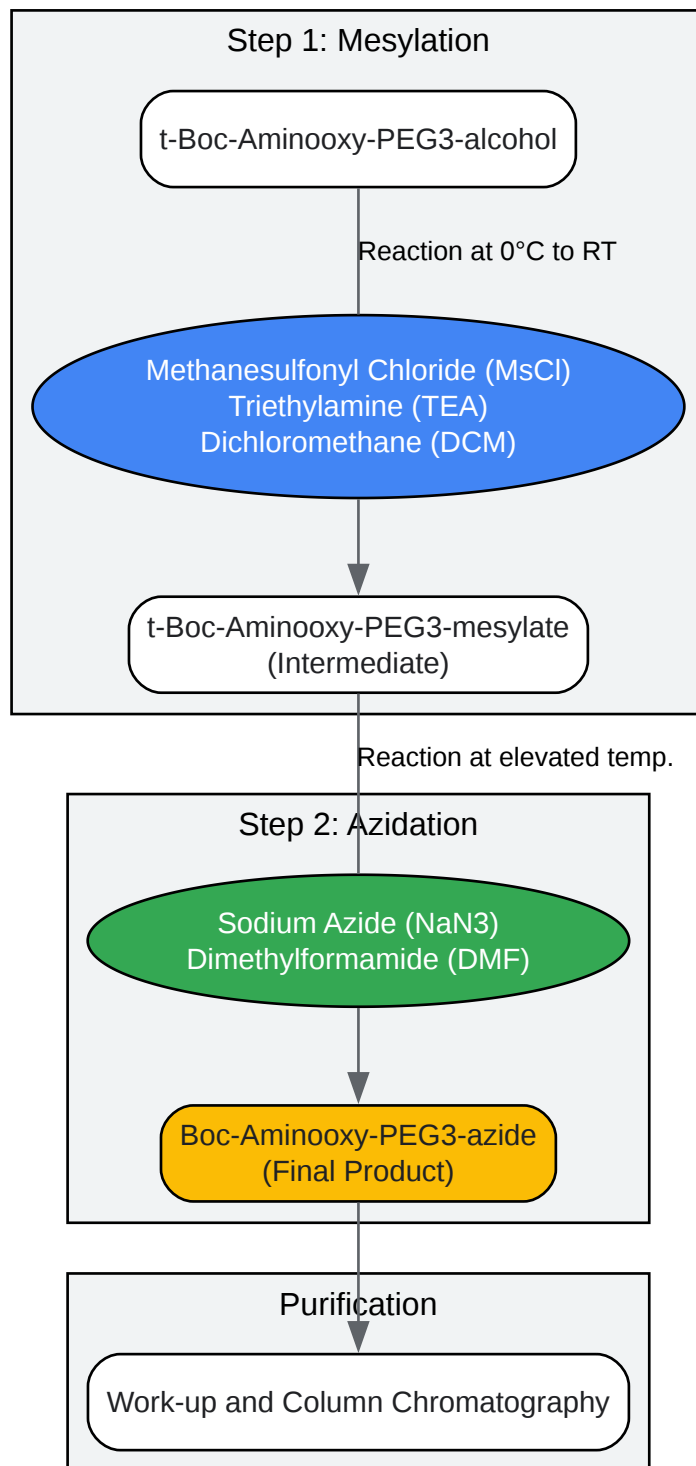 Step 1: Mesylation
t-Boc-Aminooxy-PEG3-alcohol
Reaction at 0°C to RT
Methanesulfonyl Chloride (MsCl)
Triethylamine (TEA)
Dichloromethane (DCM)
t-Boc-Aminooxy-PEG3-mesylate
(Intermediate)
Reaction at elevated temp.
Step 2: Azidation
Sodium Azide (NaN3)
Dimethylformamide (DMF)
Boc-Aminooxy-PEG3-azide
(Final Product)
Purification
Work-up and Column Chromatography